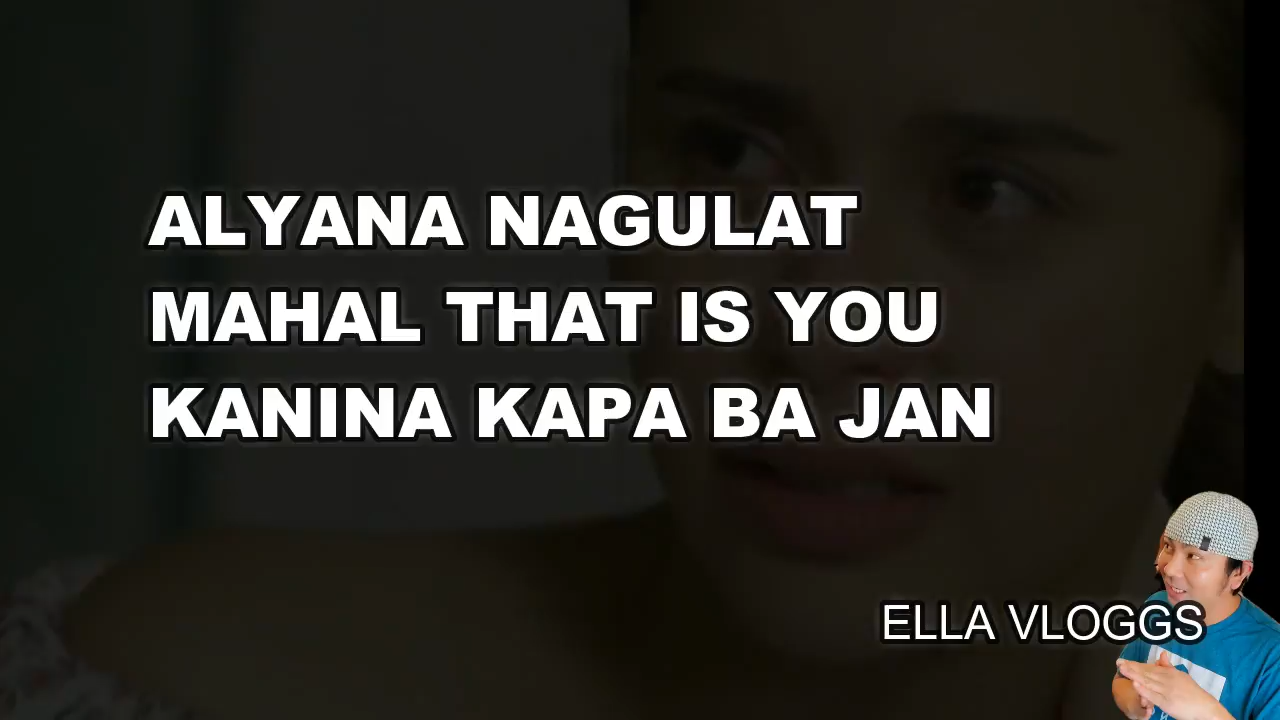 ALYANA NAGULAT
MAHAL THAT IS YOU
KANINA KAPA BA JAN
ELLA VLOGGS